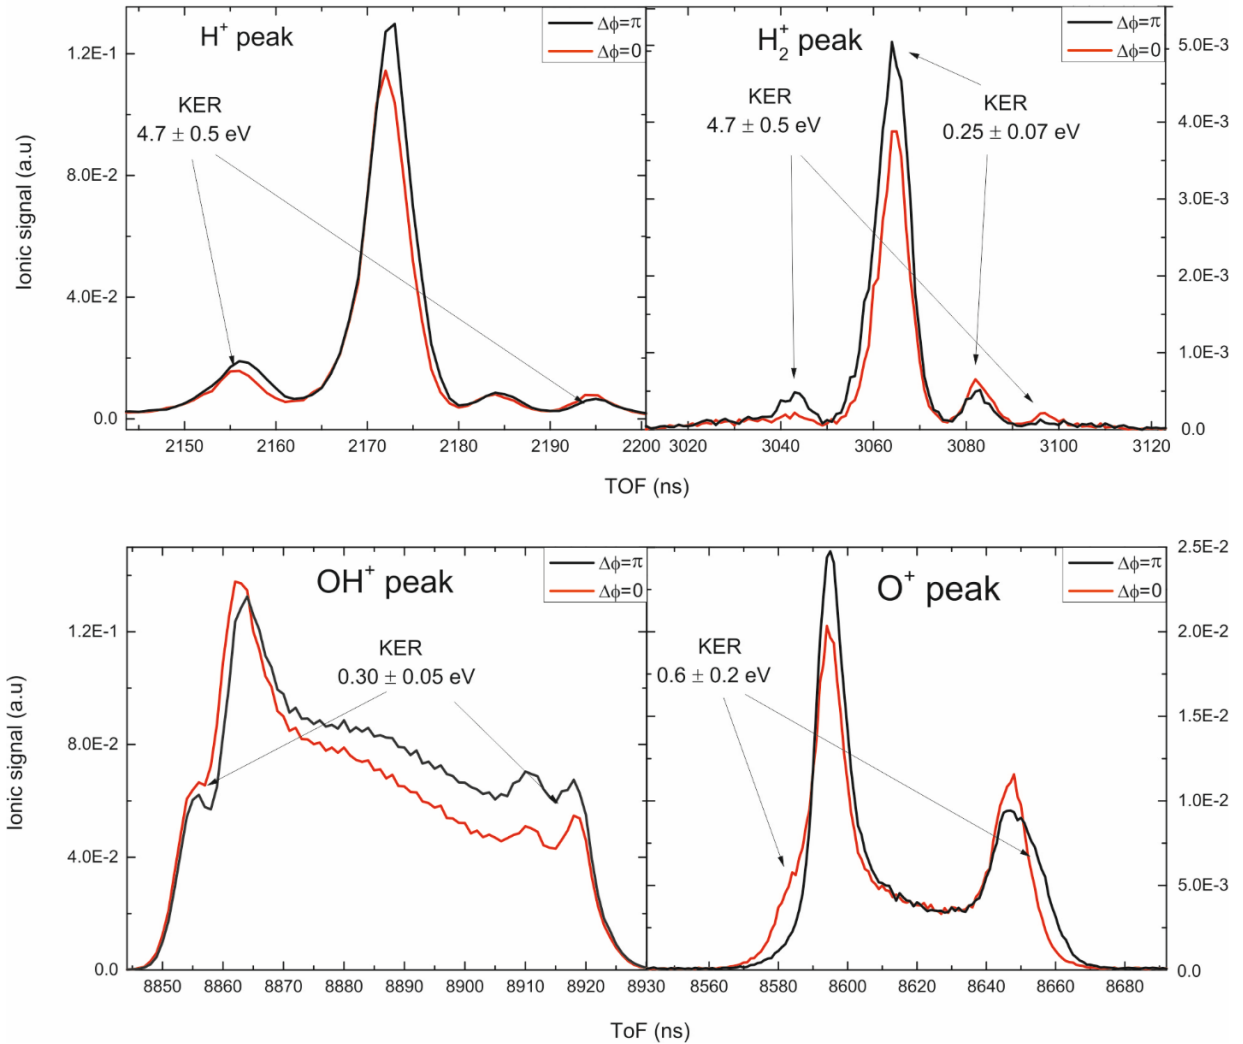 H+ peak
Δϕ=π
Δϕ=0
KER
4.7 ± 0.5 eV
Ionic signal (a.u)
1.2E-1
8.0E-2
4.0E-2
0.0
2150 2160 2170 2180 2190 2200
H2+ peak
Δϕ=π
Δϕ=0
KER
4.7 ± 0.5 eV
KER
0.25 ± 0.07 eV
5.0E-3
4.0E-3
3.0E-3
2.0E-3
1.0E-3
0.0
3020 3040 3060 3080 3100 3120
TOF (ns)
OH+ peak
Δϕ=π
Δϕ=0
KER
0.30 ± 0.05 eV
Ionic signal (a.u)
1.2E-1
8.0E-2
4.0E-2
0.0
8850 8860 8870 8880 8890 8900 8910 8920 8930
O+ peak
Δϕ=π
Δϕ=0
KER
0.6 ± 0.2 eV
2.5E-2
2.0E-2
1.5E-2
1.0E-2
5.0E-3
0.0
8560 8580 8600 8620 8640 8660 8680
ToF (ns)